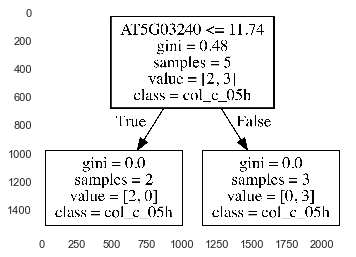 0
200
400
600
800
1000
1200
1400
AT5G03240 <= 11.74
gini = 0.48
samples = 5
value = [2, 3]
class = col_c_05h
True
False
gini = 0.0
samples = 2
value = [2, 0]
class = col_c_05h
gini = 0.0
samples = 3
value = [0, 3]
class = col_c_05h
0 250 500 750 1000 1250 1500 1750 2000